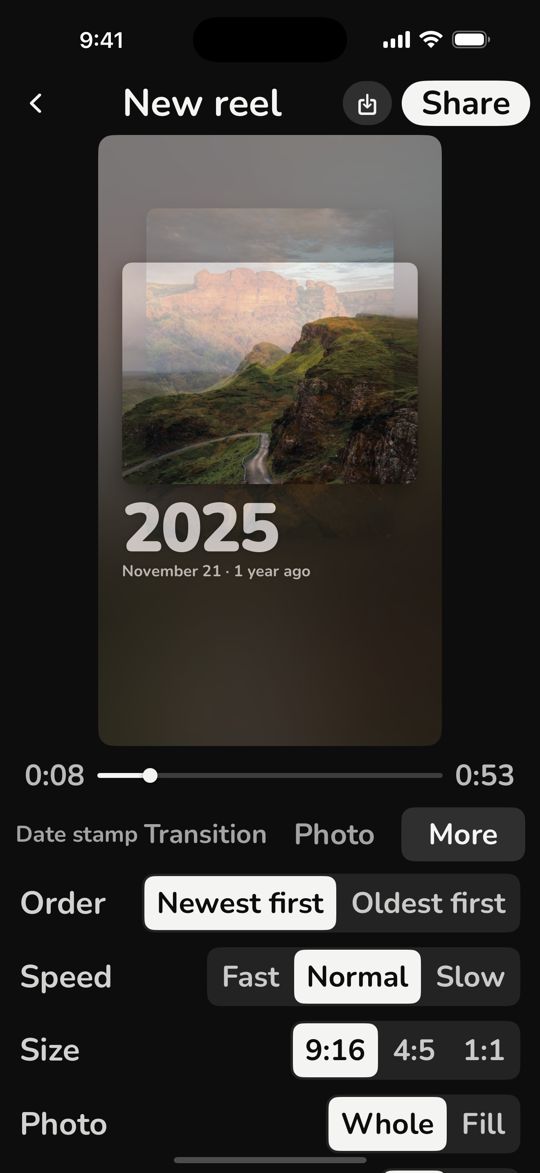 9:41
New reel
Share
2025
November 21 · 1 year ago
0:08
0:53
Date stamp Transition Photo More
Order Newest first Oldest first
Speed Fast Normal Slow
Size 9:16 4:5 1:1
Photo Whole Fill